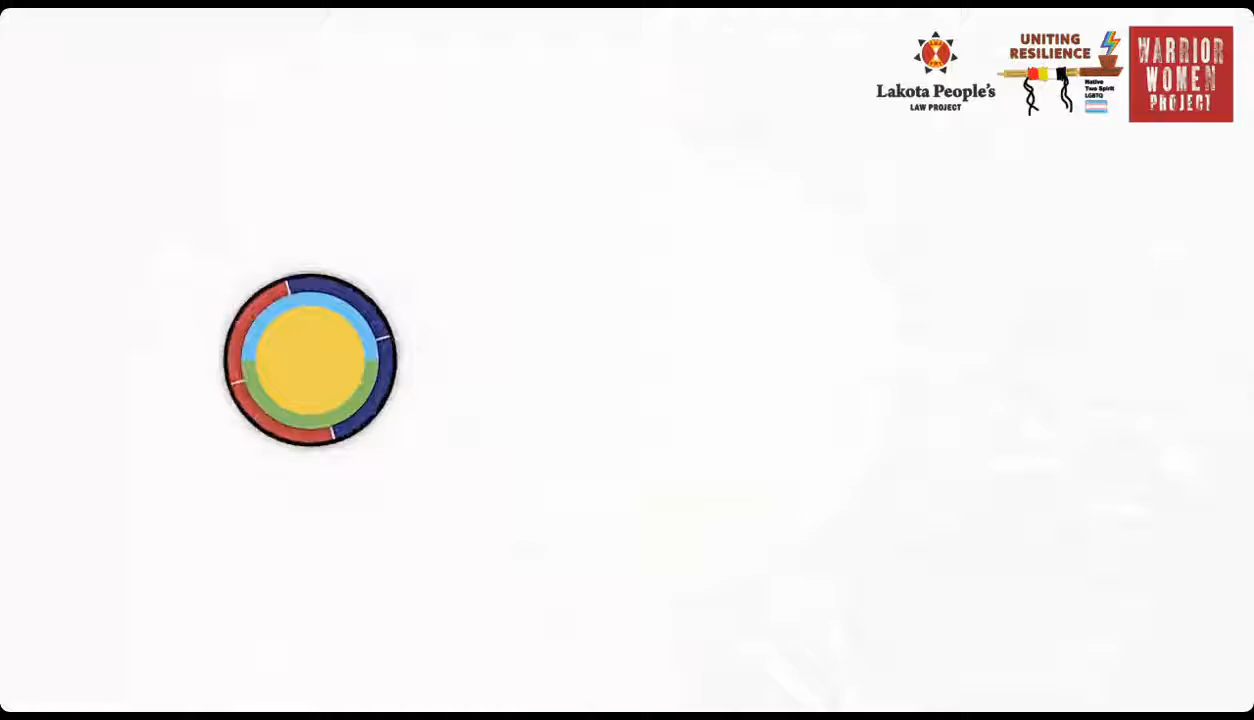 Lakota People's
LAW PROJECT
UNITING
RESILIENCE
Native
Two Spirit
LGBTQ
WARRIOR
WOMEN
PROJECT